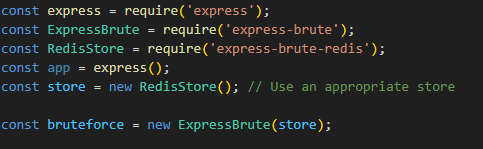 const express = require('express');
const ExpressBrute = require('express-brute');
const RedisStore = require('express-brute-redis');
const app = express();
const store = new RedisStore(); // Use an appropriate store
const bruteforce = new ExpressBrute(store);